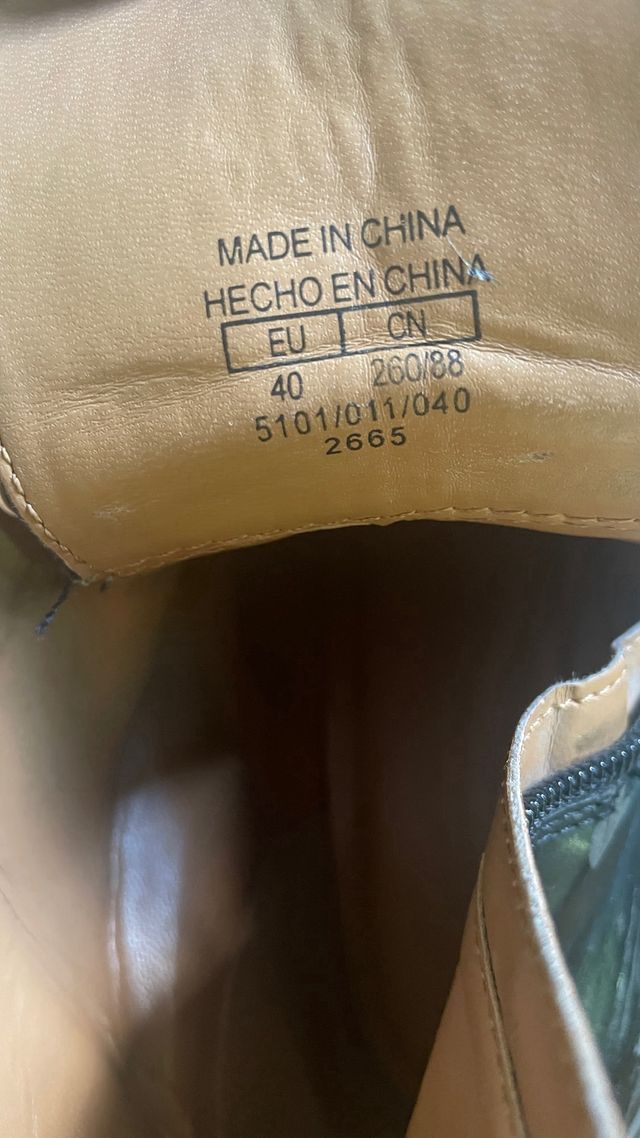 MADE IN CHINA
HECHO EN CHINA
EU CN
40 260/88
5101/011/040
2665